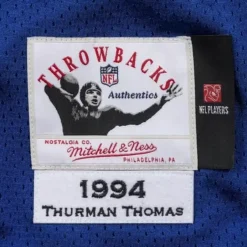 THROWBACKS
NFL
Authentics
NFL PLAYERS
NOSTALGIA CO.
Mitchell & Ness
PHILADELPHIA, PA
1994
THURMAN THOMAS